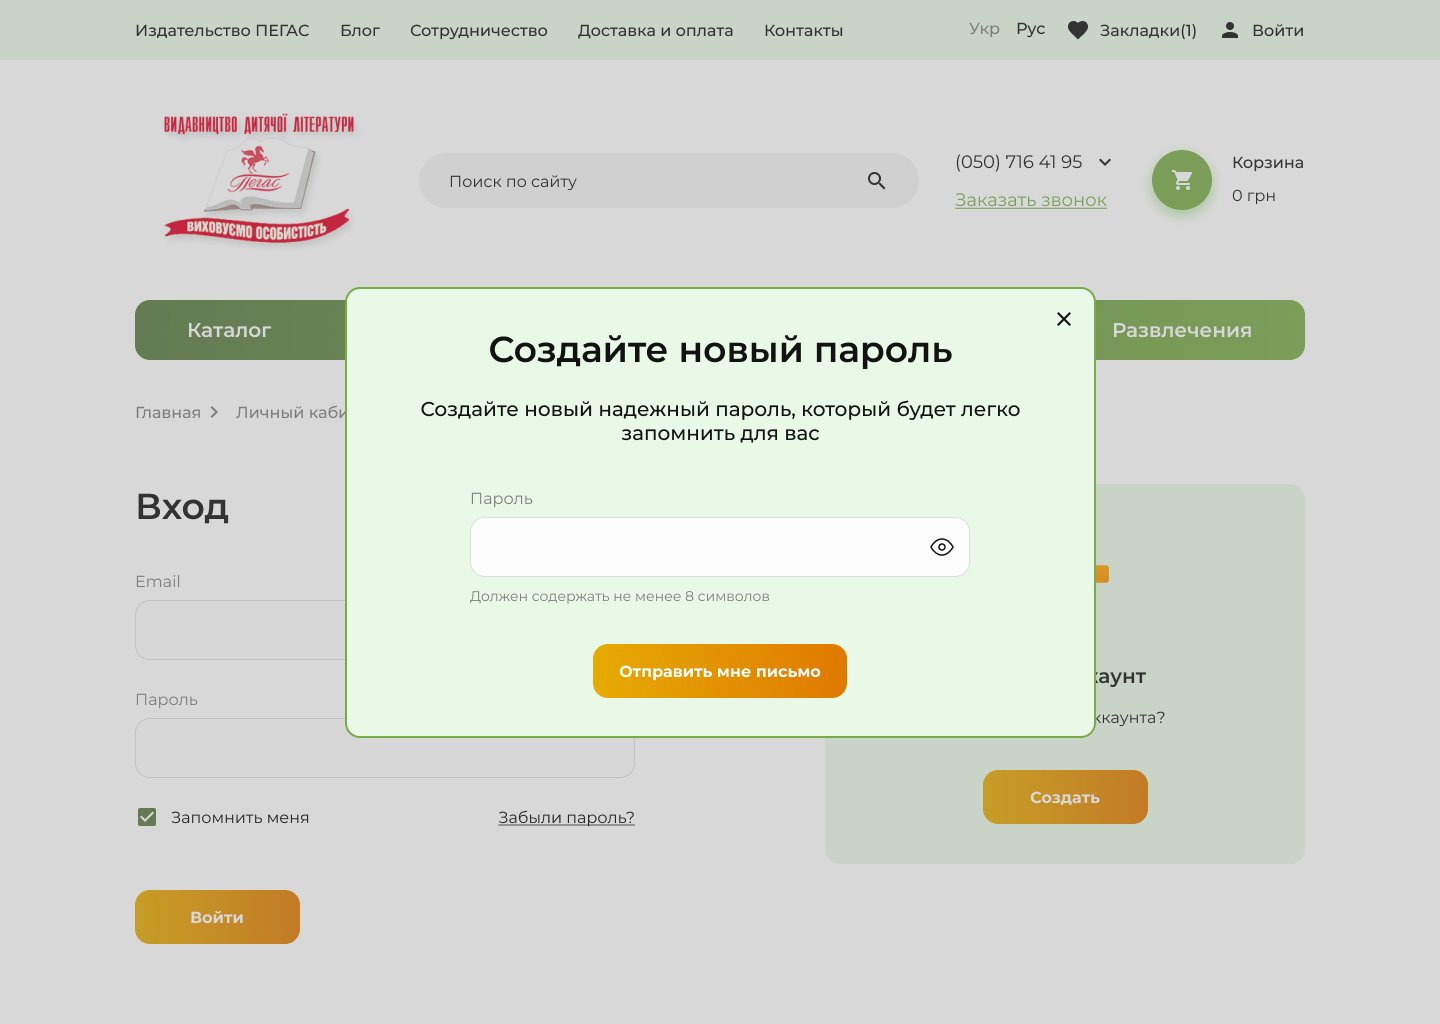 Издательство ПЕГАС Блог Сотрудничество Доставка и оплата Контакты Укр Рус Закладки(1) Войти
ВИДАВНИЦТВО ДИТЯЧОЇ ЛІТЕРАТУРИ
Пегас
ВИХОВУЄМО ОСОБИСТІСТЬ
Поиск по сайту
(050) 716 41 95
Заказать звонок
Корзина
0 грн
Каталог
Развлечения
Главная
Личный каби
Создайте новый пароль
Создайте новый надежный пароль, который будет легко
запомнить для вас
Пароль
Должен содержать не менее 8 символов
Отправить мне письмо
Вход
Email
Пароль
Запомнить меня
Забыли пароль?
Войти
каунт
ккаунта?
Создать